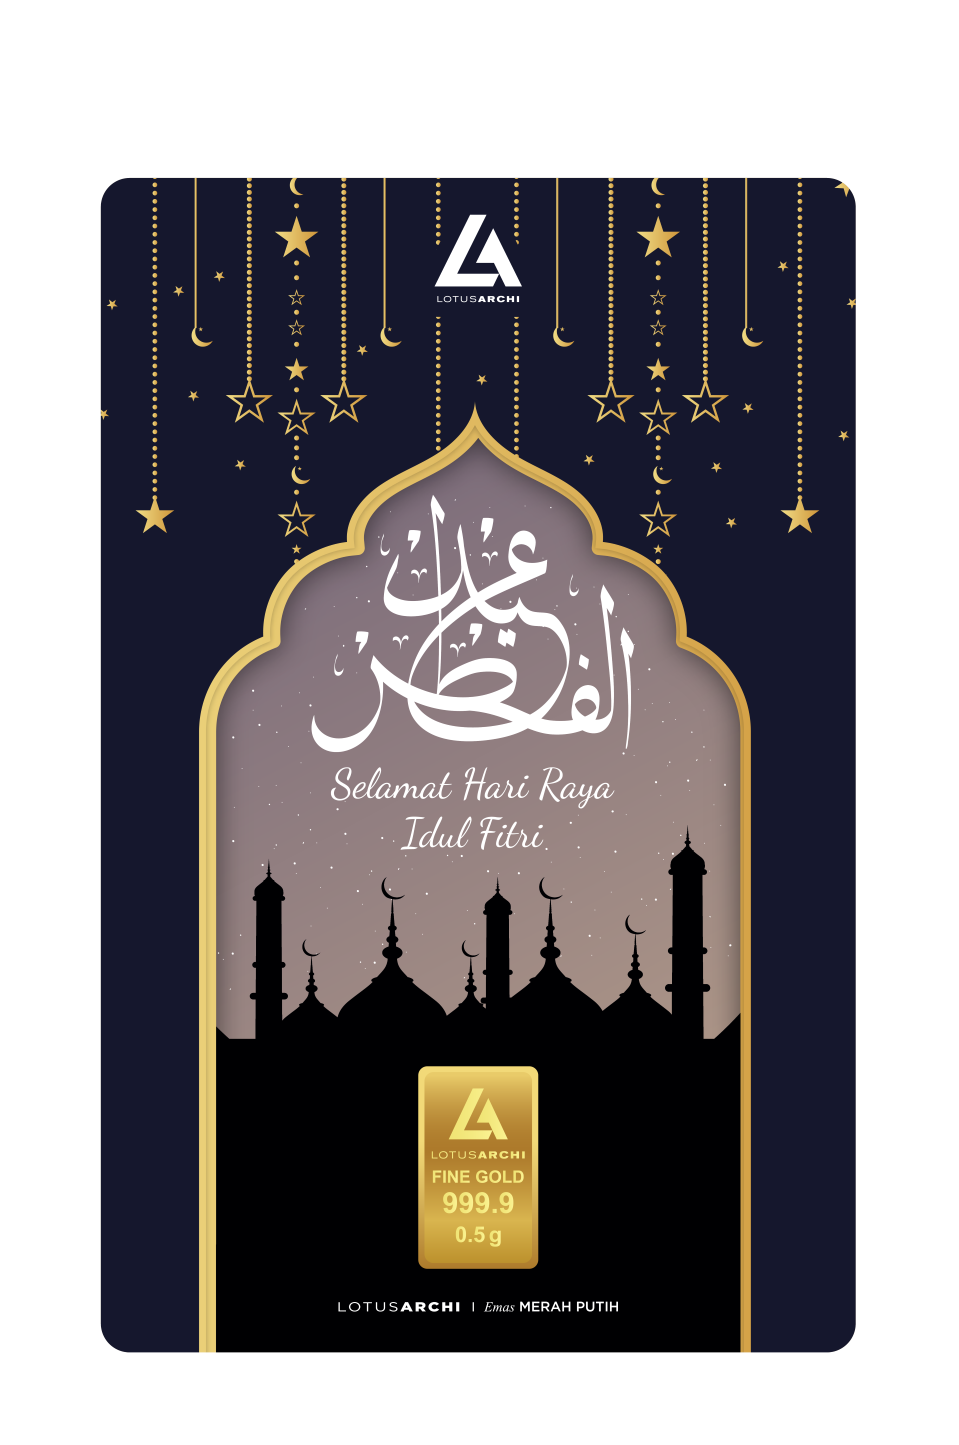 LOTUSARCHI
عيد
الفطر
Selamat Hari Raya
Idul Fitri
LOTUSARCHI
FINE GOLD
999.9
0.5 g
LOTUSARCHI | Emas MERAH PUTIH